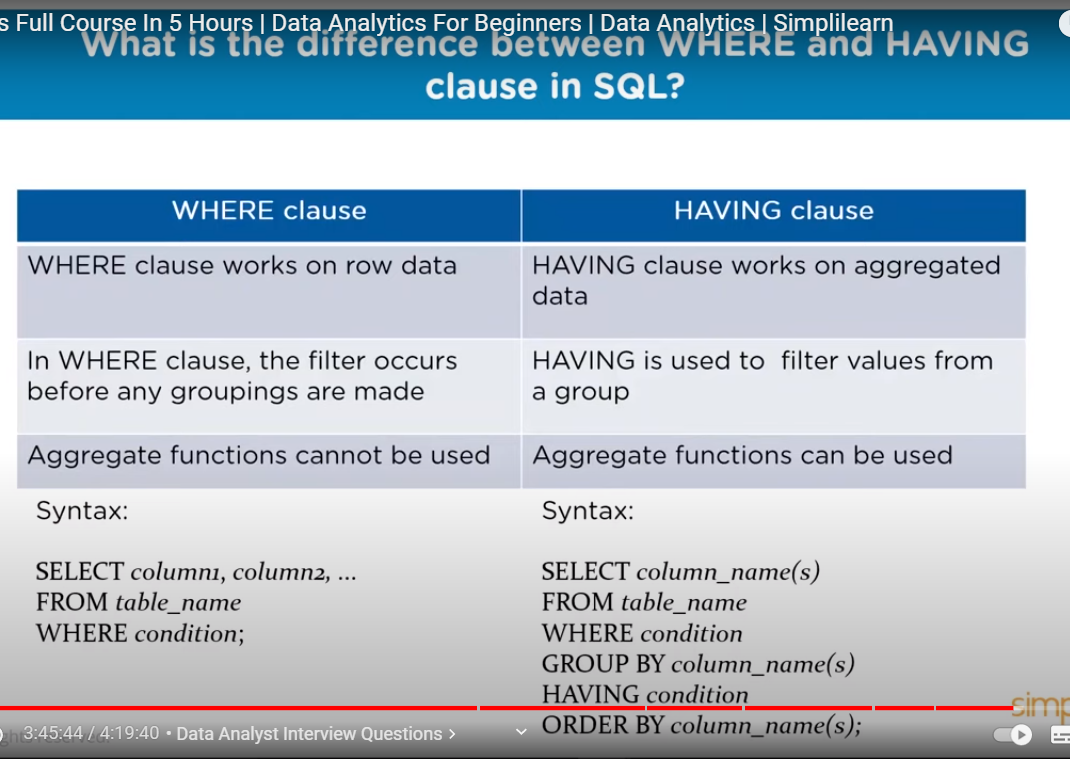 s Full Course In 5 Hours | Data Analytics For Beginners | Data Analytics | Simplilearn
What is the difference between WHERE and HAVING
clause in SQL?
WHERE clause
HAVING clause
WHERE clause works on row data
HAVING clause works on aggregated
data
In WHERE clause, the filter occurs
before any groupings are made
HAVING is used to filter values from
a group
Aggregate functions cannot be used
Aggregate functions can be used
Syntax:
SELECT column1, column2, ...
FROM table_name
WHERE condition;
Syntax:
SELECT column_name(s)
FROM table_name
WHERE condition
GROUP BY column_name(s)
HAVING condition
ORDER BY column_name(s);
simp
3:45:44 / 4:19:40 • Data Analyst Interview Questions >